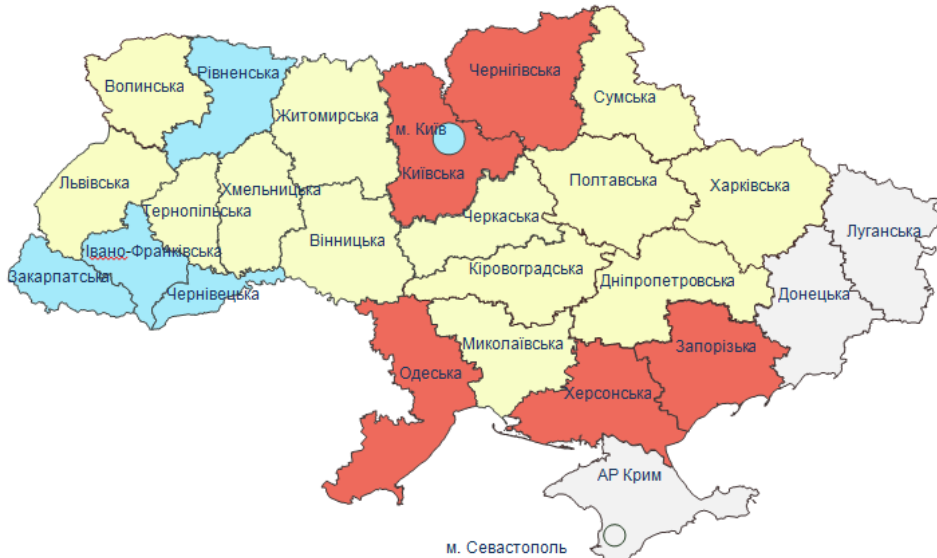 Волинська
Рівненська
Житомирська
Чернігівська
Сумська
м. Київ
Київська
Львівська
Тернопільська
Хмельницька
Вінницька
Черкаська
Полтавська
Харківська
Луганська
Івано-Франківська
Закарпатська
Чернівецька
Кіровоградська
Дніпропетровська
Донецька
Миколаївська
Запорізька
Одеська
Херсонська
АР Крим
м. Севастополь